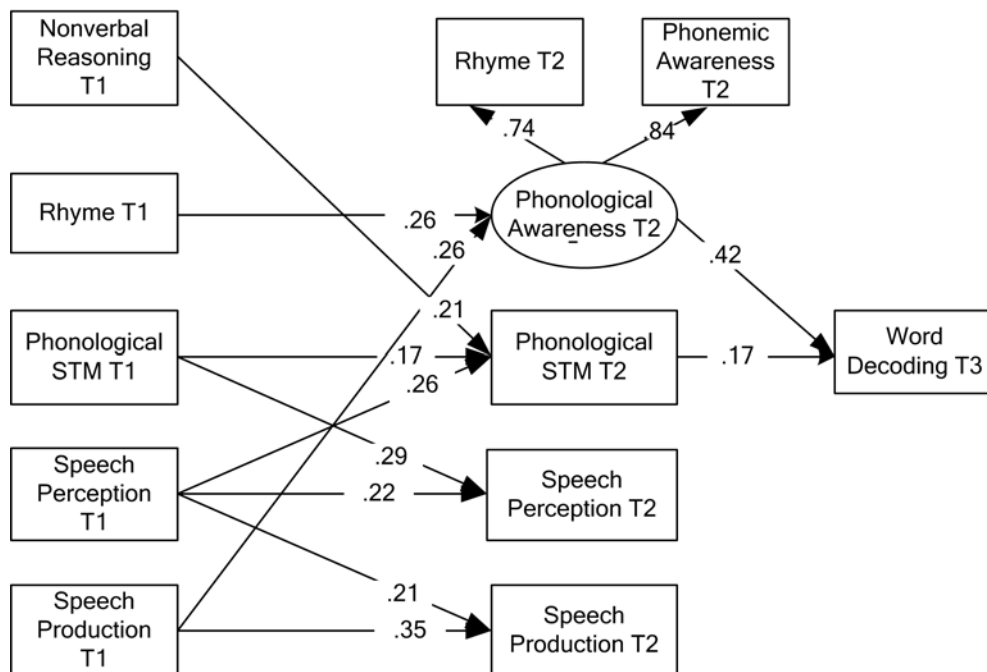 Nonverbal
Reasoning
T1
Rhyme T2
Phonemic
Awareness
T2
.74
.84
Rhyme T1
.26
Phonological
Awareness T2
.26
.42
.21
Phonological
STM T1
.17
Phonological
STM T2
.17
Word
Decoding T3
.26
.29
Speech
Perception
T1
.22
Speech
Perception T2
.21
Speech
Production
T1
.35
Speech
Production T2